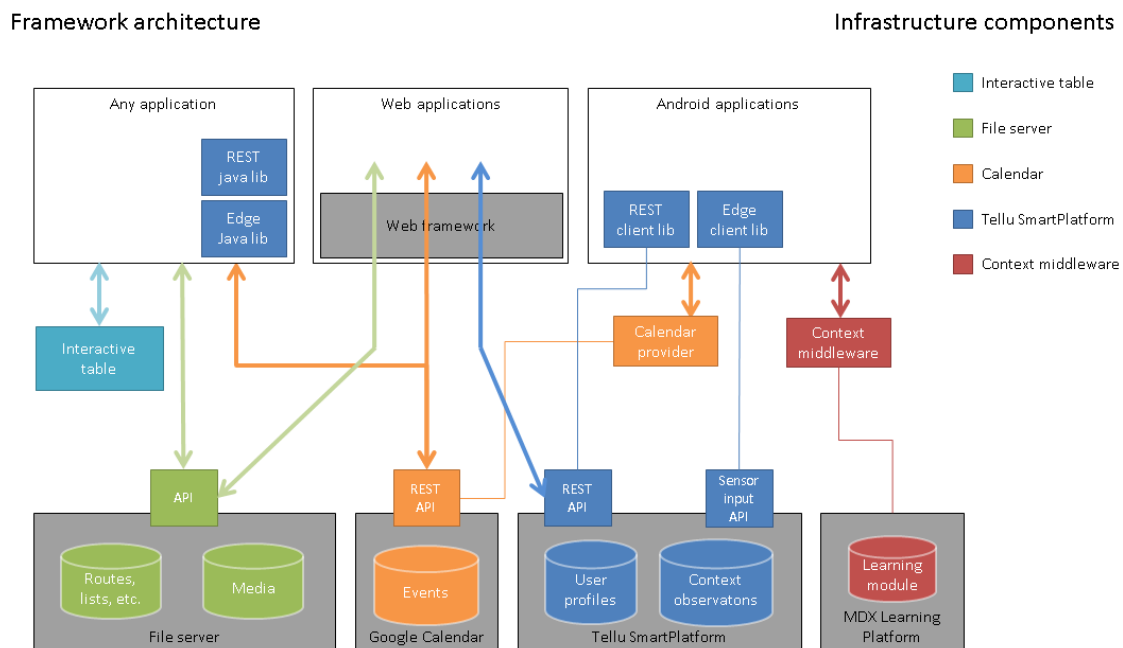 Framework architecture
Infrastructure components
Any application
Web applications
Android applications
Interactive table
File server
Calendar
Tellu SmartPlatform
Context middleware
REST
java lib
Edge
Java lib
Web framework
REST
client lib
Edge
client lib
Interactive
table
Calendar
provider
Context
middleware
API
REST
API
REST
API
Sensor
input
API
Routes,
lists, etc.
Media
Events
User
profiles
Context
observatons
Learning
module
File server
Google Calendar
Tellu SmartPlatform
MDX Learning
Platform